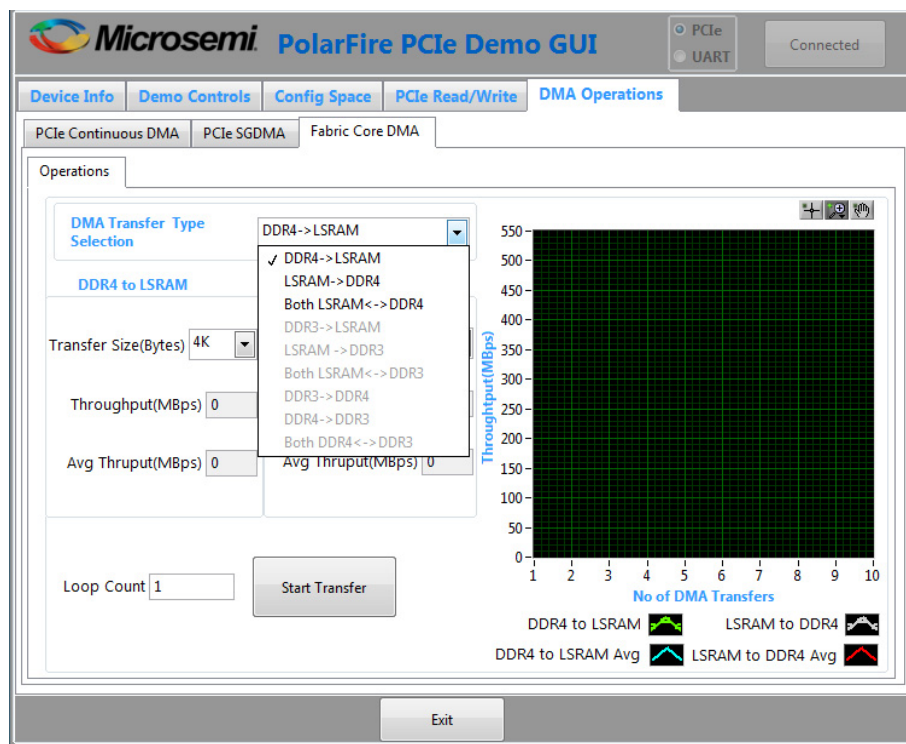 Microsemi.
PolarFire PCIe Demo GUI
PCIe
UART
Connected
Device Info
Demo Controls
Config Space
PCIe Read/Write
DMA Operations
PCIe Continuous DMA
PCIe SGDMA
Fabric Core DMA
Operations
DMA Transfer Type
Selection
DDR4->LSRAM
✓ DDR4->LSRAM
LSRAM->DDR4
Both LSRAM<->DDR4
DDR3->LSRAM
LSRAM ->DDR3
Both LSRAM<->DDR3
DDR3->DDR4
DDR4->DDR3
Both DDR4<->DDR3
DDR4 to LSRAM
Transfer Size(Bytes) 4K
Throughput(MBps) 0
Avg Thruput(MBps) 0
Avg Thruput(MBps) 0
Loop Count 1
Start Transfer
Throughtput(MBps)
550
500
450
400
350
300
250
200
150
100
50
0
1 2 3 4 5 6 7 8 9 10
No of DMA Transfers
DDR4 to LSRAM
LSRAM to DDR4
DDR4 to LSRAM Avg
LSRAM to DDR4 Avg
Exit